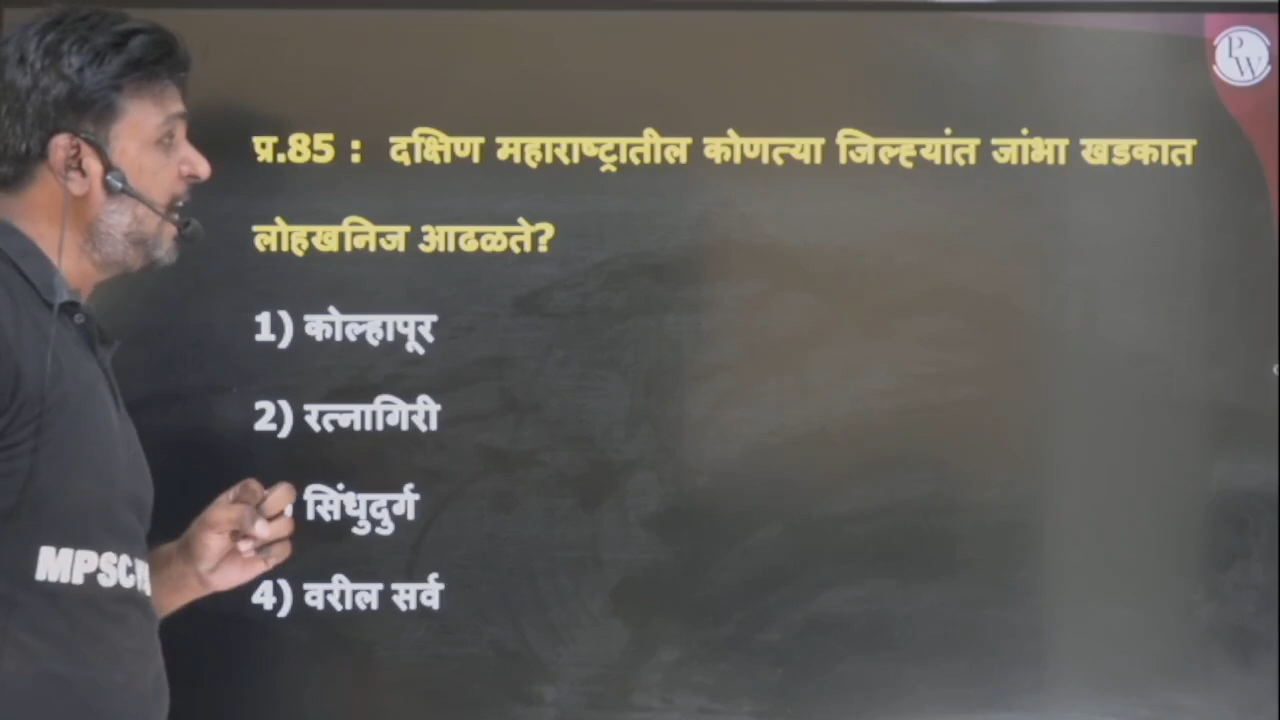 PW
प्र.85 : दक्षिण महाराष्ट्रातील कोणत्या जिल्ह्यांत जांभा खडकात
लोहखनिज आढळते?
1) कोल्हापूर
2) रत्नागिरी
सिंधुदुर्ग
4) वरील सर्व
MPSC